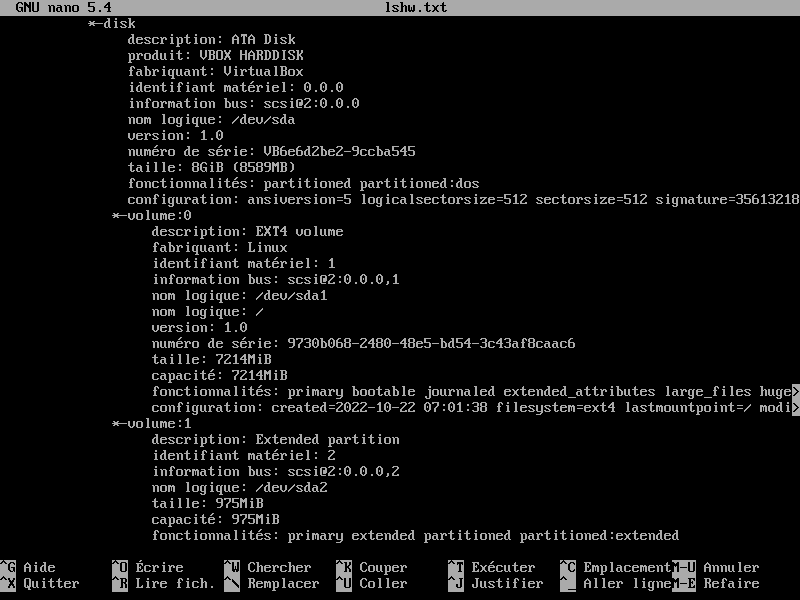 GNU nano 5.4 lshw.txt
*-disk
description: ATA Disk
produit: VBOX HARDDISK
fabriquant: VirtualBox
identifiant matériel: 0.0.0
information bus: scsi@2:0.0.0
nom logique: /dev/sda
version: 1.0
numéro de série: VB6e6d2be2-9ccba545
taille: 8GiB (8589MB)
fonctionnalités: partitioned partitioned:dos
configuration: ansiversion=5 logicalsectorsize=512 sectorsize=512 signature=35613218
*-volume:0
description: EXT4 volume
fabriquant: Linux
identifiant matériel: 1
information bus: scsi@2:0.0.0,1
nom logique: /dev/sda1
nom logique: /
version: 1.0
numéro de série: 9730b068-2480-48e5-bd54-3c43af8caac6
taille: 7214MiB
capacité: 7214MiB
fonctionnalités: primary bootable journaled extended_attributes large_files huge>
configuration: created=2022-10-22 07:01:38 filesystem=ext4 lastmountpoint=/ modi>
*-volume:1
description: Extended partition
identifiant matériel: 2
information bus: scsi@2:0.0.0,2
nom logique: /dev/sda2
taille: 975MiB
capacité: 975MiB
fonctionnalités: primary extended partitioned partitioned:extended
^G Aide ^O Écrire ^W Chercher ^K Couper ^T Exécuter ^C Emplacement M-U Annuler
^X Quitter ^R Lire fich. ^\ Remplacer ^U Coller ^J Justifier ^_ Aller ligne M-E Refaire